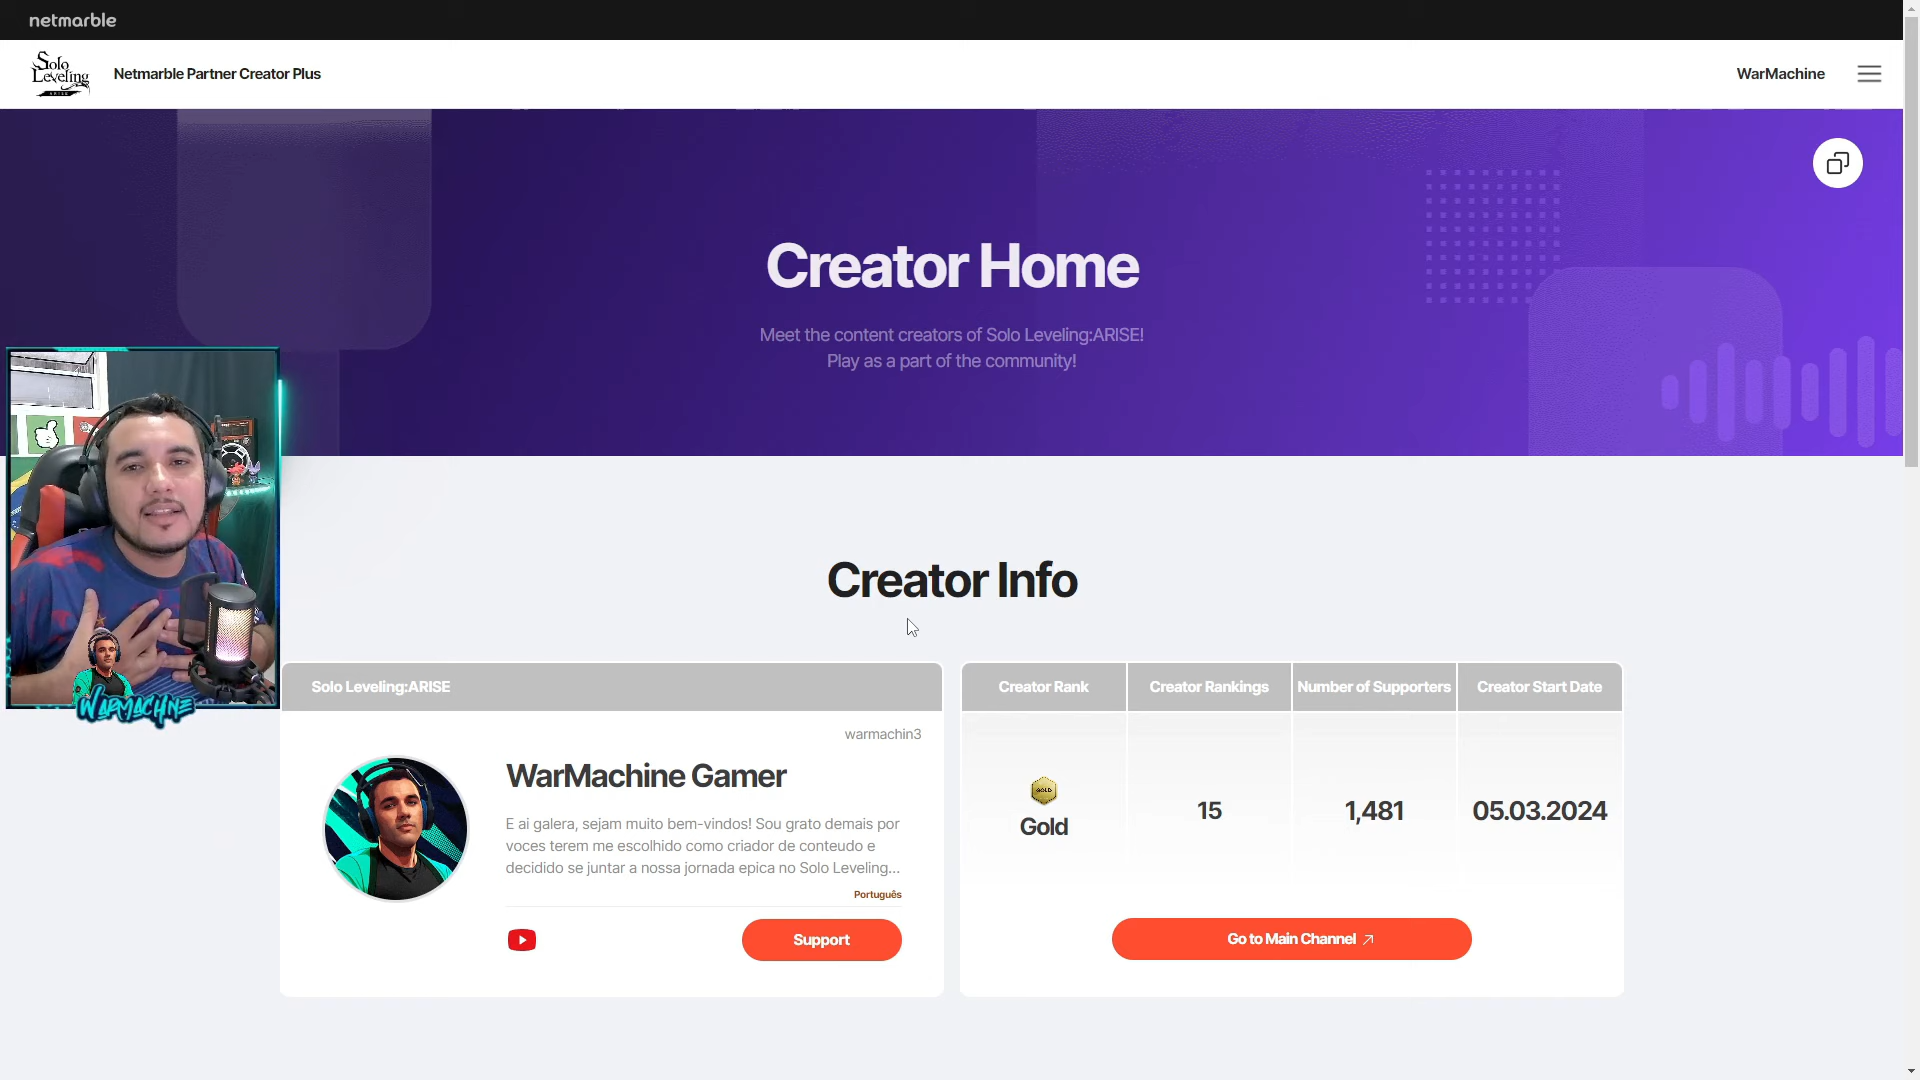 netmarble
Solo
Leveling
ARISE
Netmarble Partner Creator Plus
WarMachine
Creator Home
Meet the content creators of Solo Leveling:ARISE!
Play as a part of the community!
Creator Info
WARMACHINE
Solo Leveling:ARISE
warmachin3
WarMachine Gamer
E ai galera, sejam muito bem-vindos! Sou grato demais por
voces terem me escolhido como criador de conteudo e
decidido se juntar a nossa jornada epica no Solo Leveling...
Português
Support
Creator Rank
Creator Rankings
Number of Supporters
Creator Start Date
GOLD
Gold
15
1,481
05.03.2024
Go to Main Channel